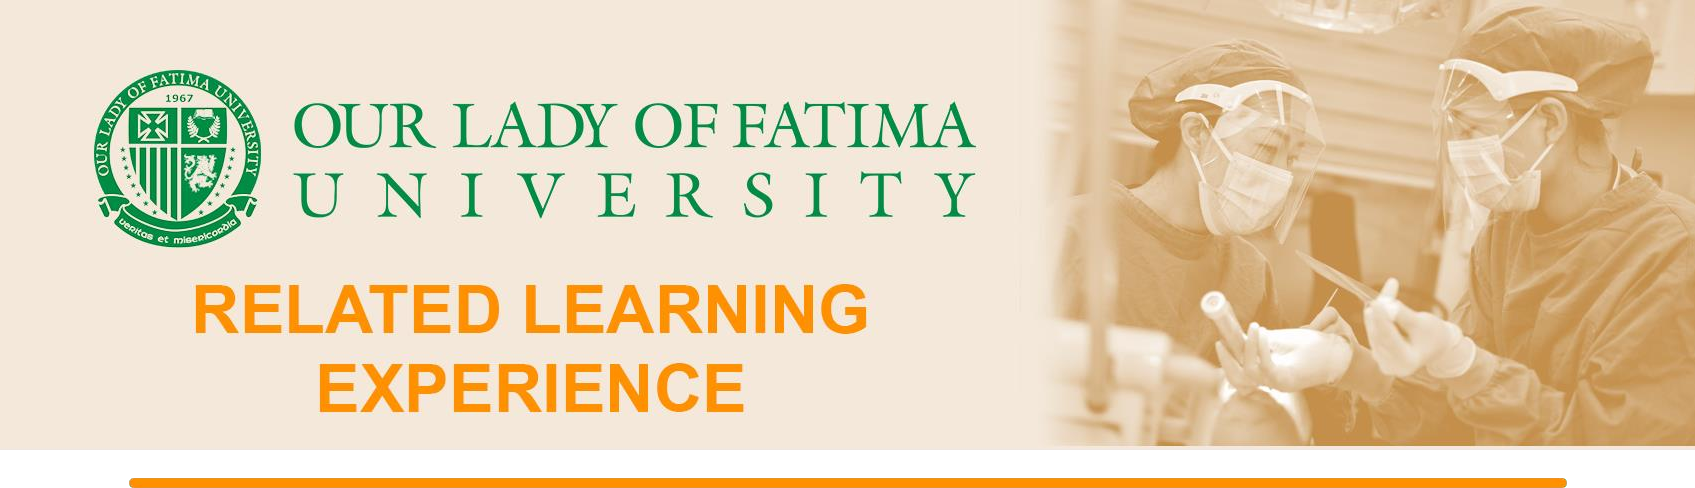 OUR LADY OF FATIMA UNIVERSITY
1967
veritas et misericordia
OUR LADY OF FATIMA
UNIVERSITY
RELATED LEARNING
EXPERIENCE